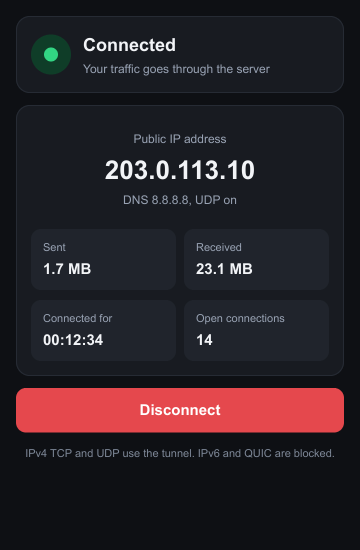 Connected
Your traffic goes through the server
Public IP address
203.0.113.10
DNS 8.8.8.8, UDP on
Sent
1.7 MB
Received
23.1 MB
Connected for
00:12:34
Open connections
14
Disconnect
IPv4 TCP and UDP use the tunnel. IPv6 and QUIC are blocked.